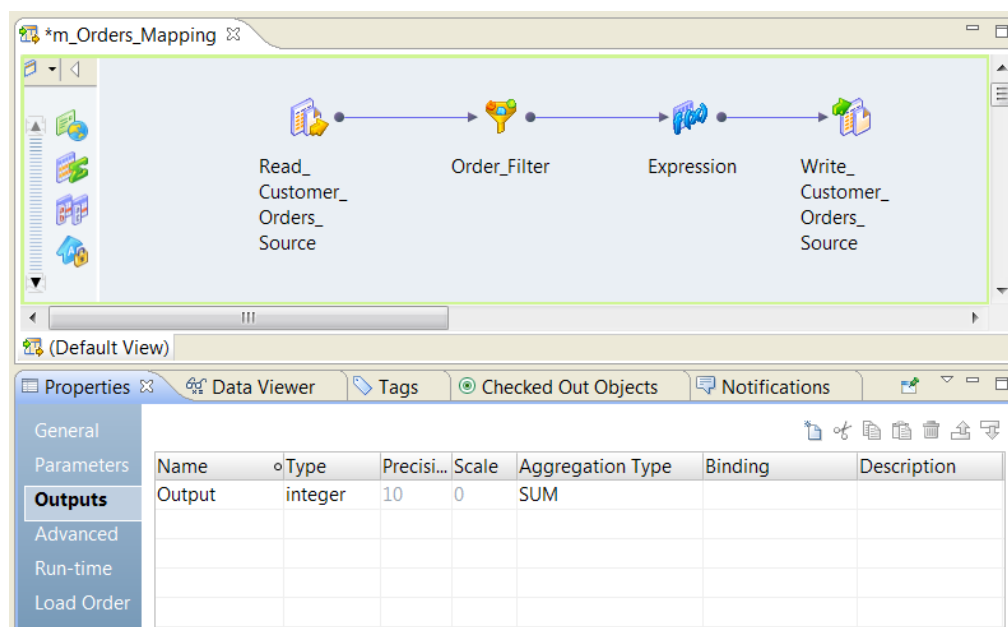 *m_Orders_Mapping
Read_
Customer_
Orders_
Source
Order_Filter
Expression
Write_
Customer_
Orders_
Source
(Default View)
Properties Data Viewer Tags Checked Out Objects Notifications
General
Parameters
Outputs
Advanced
Run-time
Load Order
Name Type Precisi... Scale Aggregation Type Binding Description
Output integer 10 0 SUM